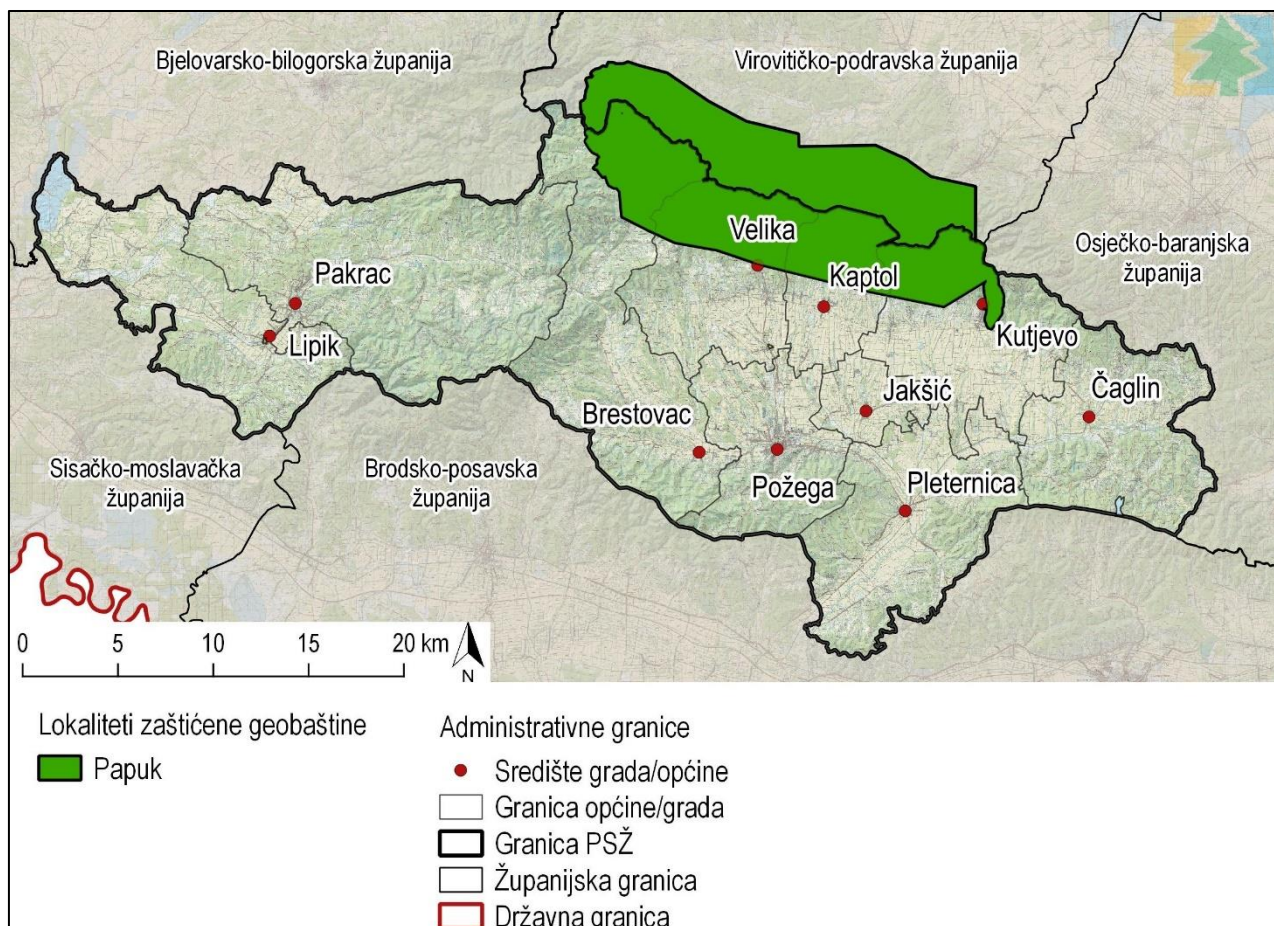 Bjelovarsko-bilogorska županija
Virovitičko-podravska županija
Osječko-baranjska
županija
Velika
Kaptol
Pakrac
Lipik
Kutjevo
Čaglin
Jakšić
Brestovac
Požega
Pleternica
Sisačko-moslavačka
županija
Brodsko-posavska
županija
0 5 10 15 20 km
N
Lokaliteti zaštićene geobaštine
Papuk
Administrativne granice
Središte grada/općine
Granica općine/grada
Granica PSŽ
Županijska granica
Državna granica